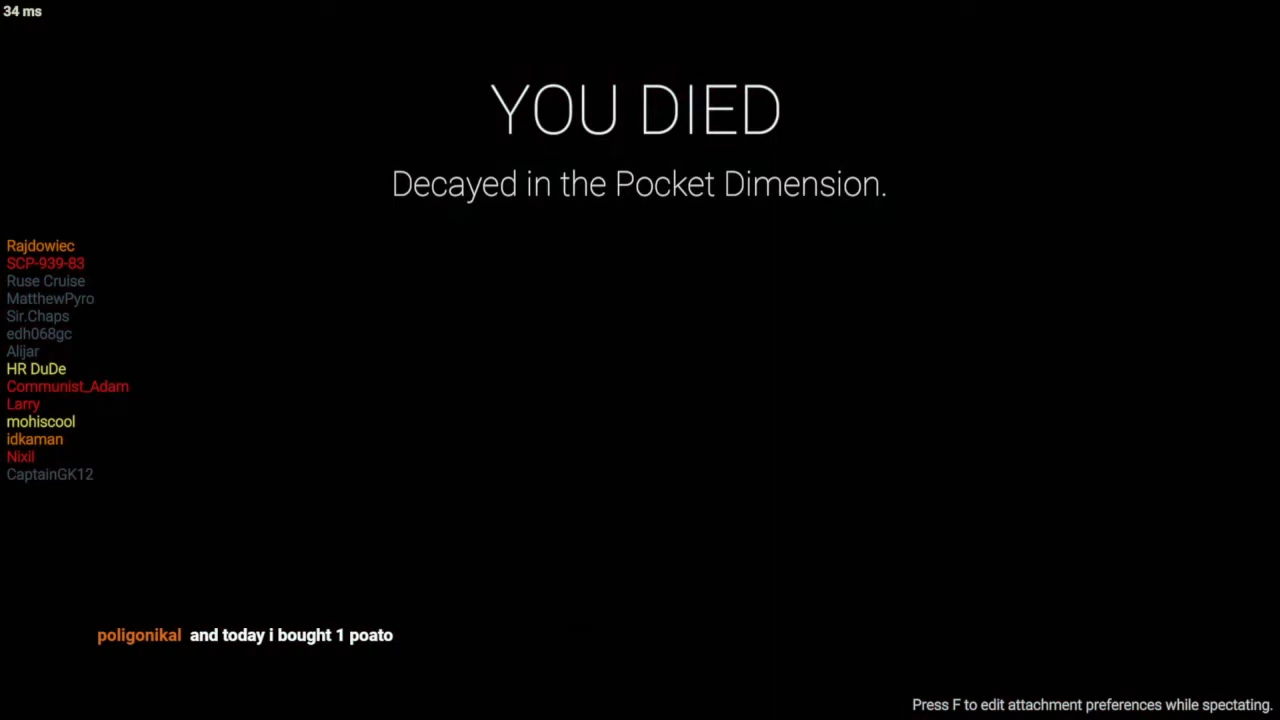 34 ms
YOU DIED
Decayed in the Pocket Dimension.
Rajdowiec
SCP-939-83
Ruse Cruise
MatthewPyro
Sir.Chaps
edh068gc
Alijar
HR DuDe
Communist_Adam
Larry
mohiscool
idkaman
Nixil
CaptainGK12
poligonikal and today i bought 1 poato
Press F to edit attachment preferences while spectating.